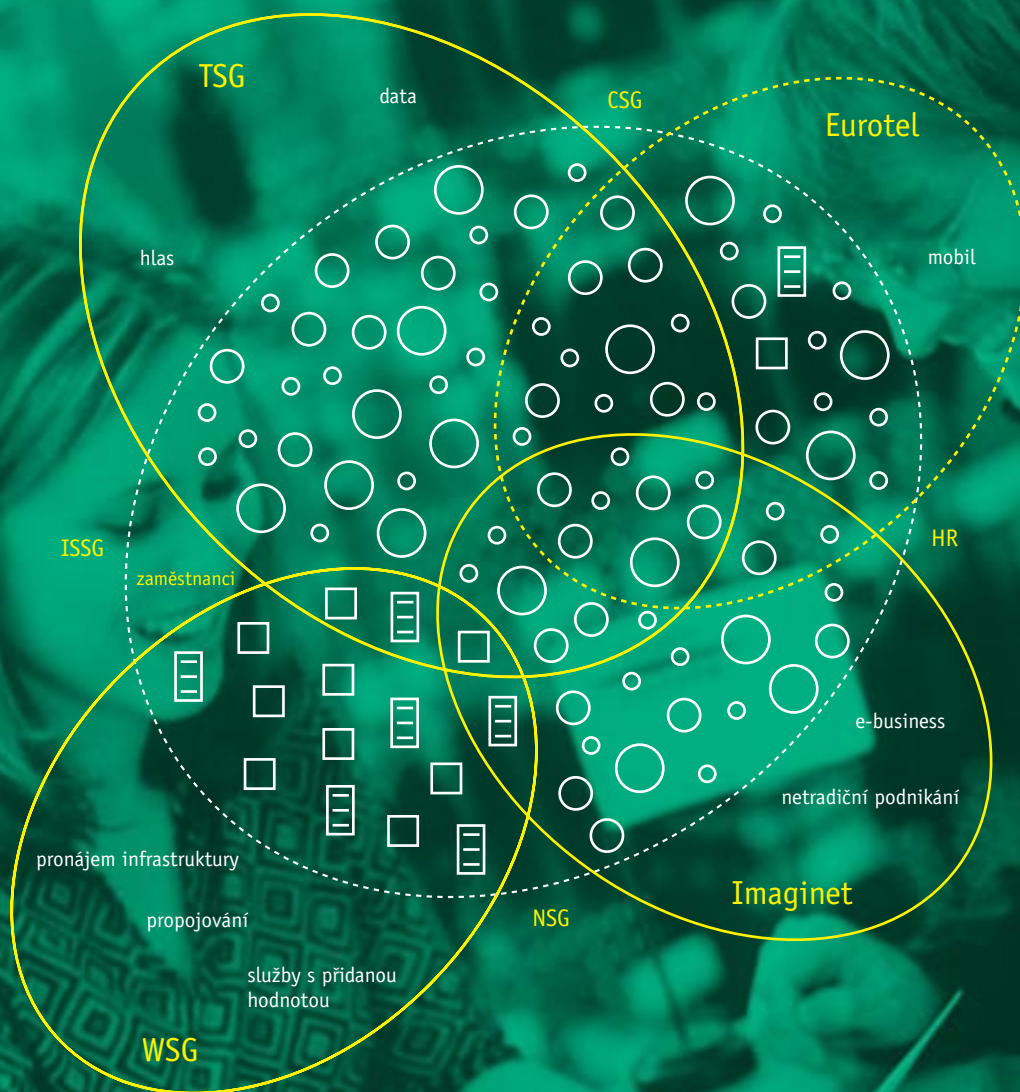 TSG
data
CSG
Eurotel
hlas
mobil
ISSG
HR
zaměstnanci
e-business
netradiční podnikání
pronájem infrastruktury
Imaginet
propojování
NSG
služby s přidanou
hodnotou
WSG